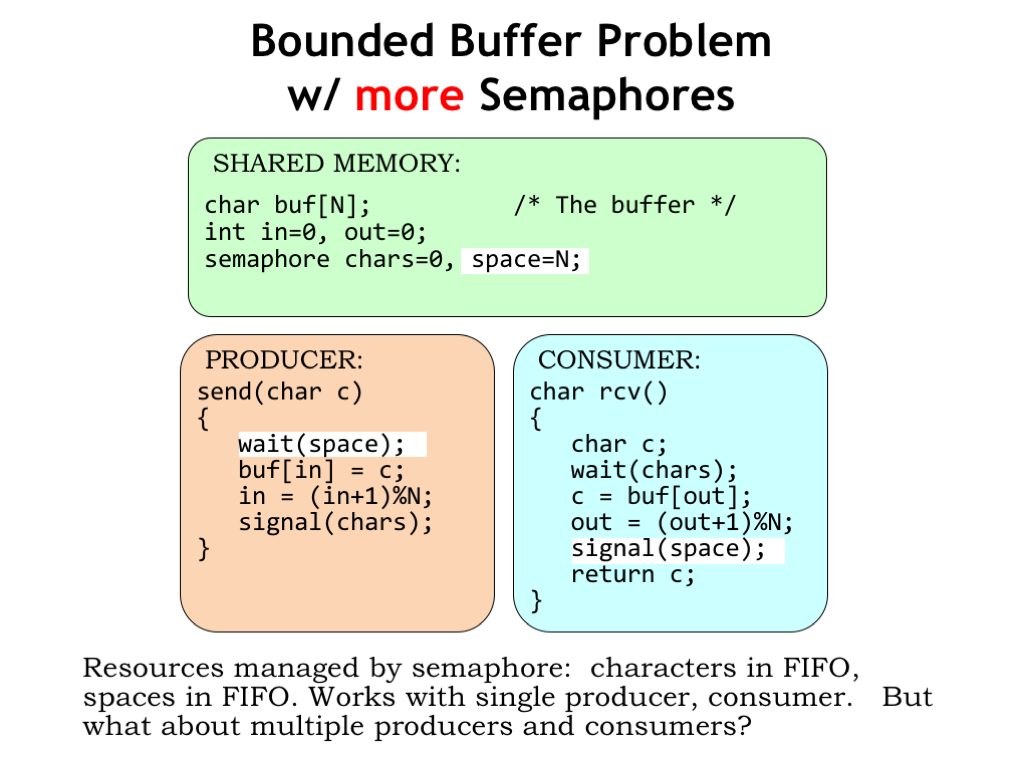 Bounded Buffer Problem
w/ more Semaphores
SHARED MEMORY:
char buf[N];          /* The buffer */
int in=0, out=0;
semaphore chars=0, space=N;
PRODUCER:
send(char c)
{
   wait(space);
   buf[in] = c;
   in = (in+1)%N;
   signal(chars);
}
CONSUMER:
char rcv()
{
   char c;
   wait(chars);
   c = buf[out];
   out = (out+1)%N;
   signal(space);
   return c;
}
Resources managed by semaphore:  characters in FIFO,
spaces in FIFO. Works with single producer, consumer.   But
what about multiple producers and consumers?